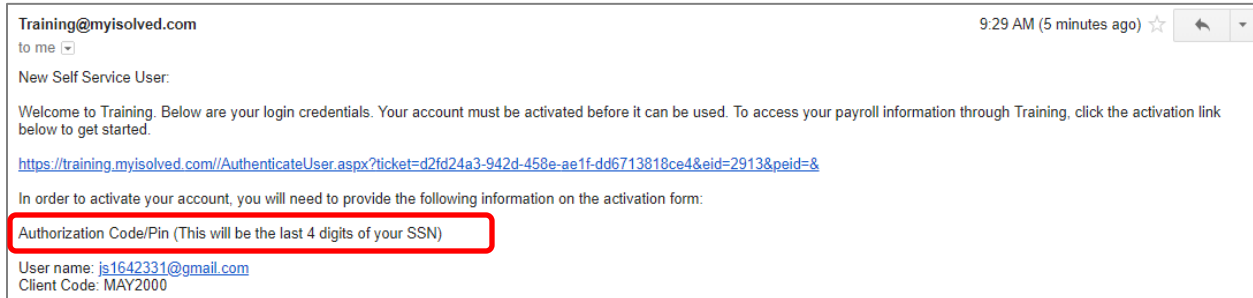 Training@myisolved.com 9:29 AM (5 minutes ago)
to me
New Self Service User:
Welcome to Training. Below are your login credentials. Your account must be activated before it can be used. To access your payroll information through Training, click the activation link
below to get started.
https://training.myisolved.com//AuthenticateUser.aspx?ticket=d2fd24a3-942d-458e-ae1f-dd6713818ce4&eid=2913&peid=&
In order to activate your account, you will need to provide the following information on the activation form:
Authorization Code/Pin (This will be the last 4 digits of your SSN)
User name: js1642331@gmail.com
Client Code: MAY2000